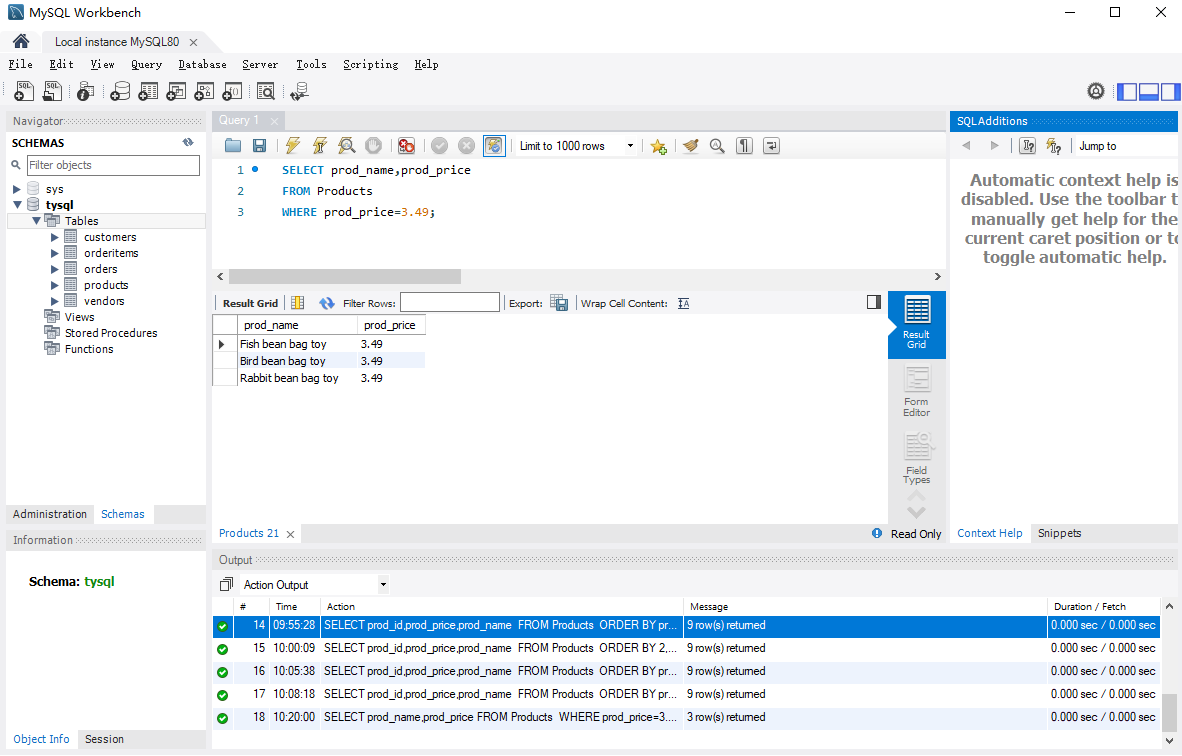 MySQL Workbench
Local instance MySQL80
File Edit View Query Database Server Tools Scripting Help
Navigator
SCHEMAS
Filter objects
sys
tysql
Tables
customers
orderitems
orders
products
vendors
Views
Stored Procedures
Functions
Administration Schemas
Information
Schema: tysql
Object Info Session
Query 1
Limit to 1000 rows
1 SELECT prod_name,prod_price
2 FROM Products
3 WHERE prod_price=3.49;
Result Grid Filter Rows: Export: Wrap Cell Content:
prod_name prod_price
Fish bean bag toy 3.49
Bird bean bag toy 3.49
Rabbit bean bag toy 3.49
Result
Grid
Form
Editor
Field
Types
Products 21 Read Only
SQLAdditions
Jump to
Automatic context help is
disabled. Use the toolbar t
manually get help for the
current caret position or to
toggle automatic help.
Context Help Snippets
Output
Action Output
# Time Action Message Duration / Fetch
14 09:55:28 SELECT prod_id,prod_price,prod_name FROM Products ORDER BY pr... 9 row(s) returned 0.000 sec / 0.000 sec
15 10:00:09 SELECT prod_id,prod_price,prod_name FROM Products ORDER BY 2,... 9 row(s) returned 0.000 sec / 0.000 sec
16 10:05:38 SELECT prod_id,prod_price,prod_name FROM Products ORDER BY pr... 9 row(s) returned 0.000 sec / 0.000 sec
17 10:08:18 SELECT prod_id,prod_price,prod_name FROM Products ORDER BY pr... 9 row(s) returned 0.000 sec / 0.000 sec
18 10:20:00 SELECT prod_name,prod_price FROM Products WHERE prod_price=3.... 3 row(s) returned 0.000 sec / 0.000 sec